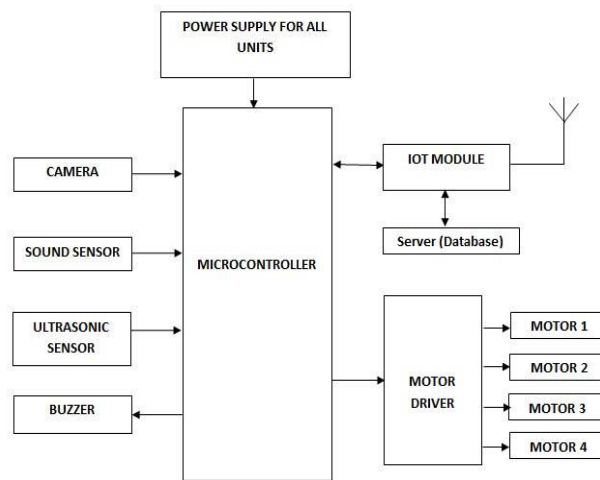 POWER SUPPLY FOR ALL
UNITS
CAMERA
SOUND SENSOR
ULTRASONIC
SENSOR
BUZZER
MICROCONTROLLER
IOT MODULE
Server (Database)
MOTOR
DRIVER
MOTOR 1
MOTOR 2
MOTOR 3
MOTOR 4